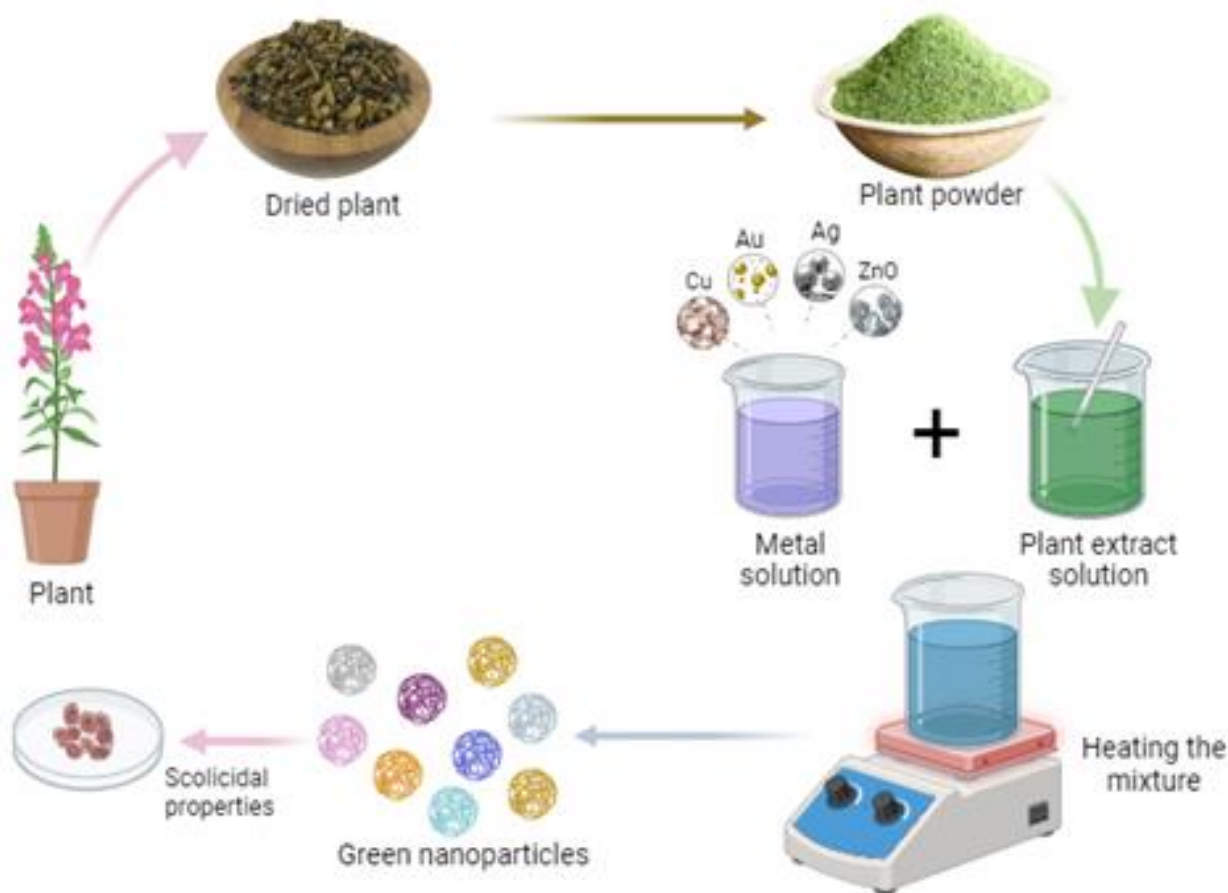 Dried plant
Plant powder
Au
Ag
Cu
ZnO
+
Metal
solution
Plant extract
solution
Plant
Heating the
mixture
Scolicidal
properties
Green nanoparticles